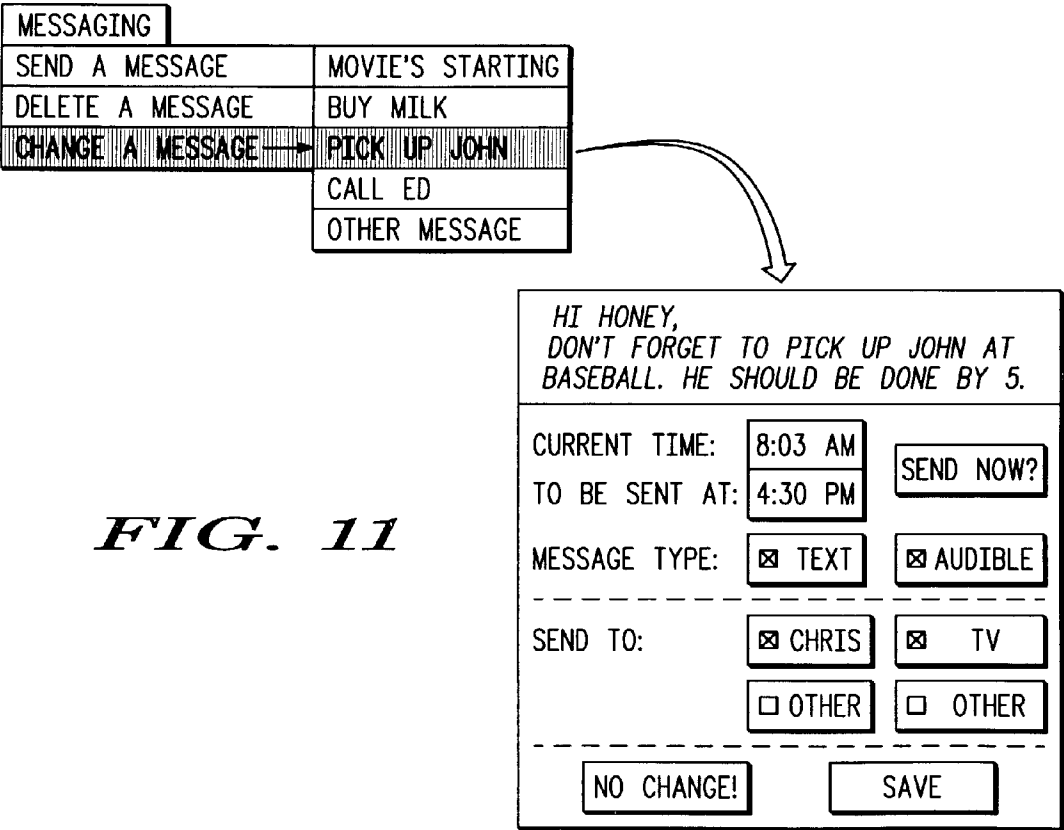 MESSAGING
SEND A MESSAGE
DELETE A MESSAGE
CHANGE A MESSAGE
MOVIE'S STARTING
BUY MILK
PICK UP JOHN
CALL ED
OTHER MESSAGE
HI HONEY,
DON'T FORGET TO PICK UP JOHN AT
BASEBALL. HE SHOULD BE DONE BY 5.
CURRENT TIME: 8:03 AM
SEND NOW?
TO BE SENT AT: 4:30 PM
MESSAGE TYPE: ☒ TEXT ☒ AUDIBLE
SEND TO: ☒ CHRIS ☒ TV
☐ OTHER ☐ OTHER
NO CHANGE! SAVE
FIG. 11